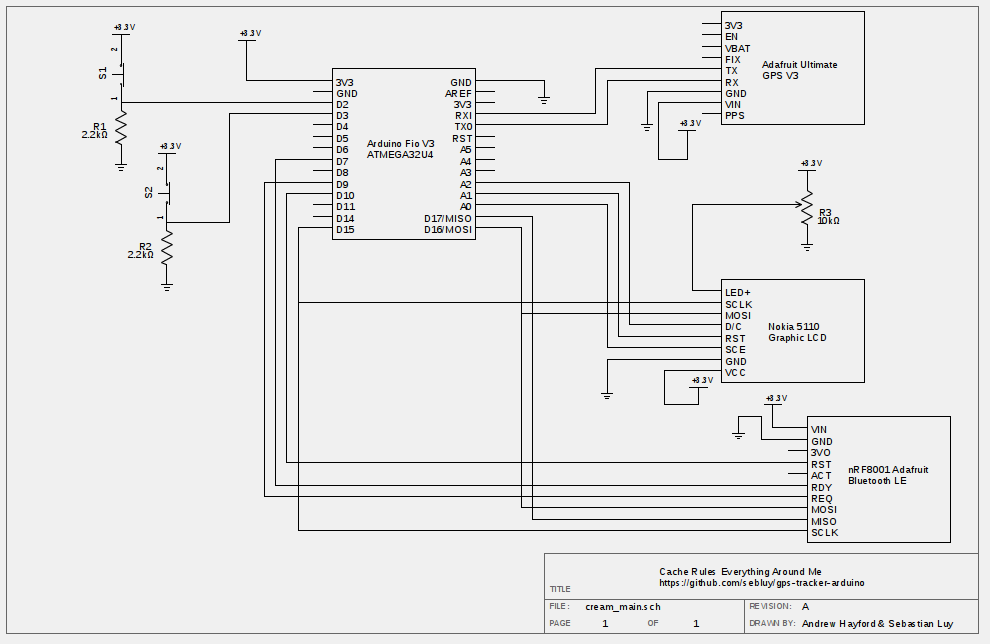 +3.3V
2
S1
1
R1
2.2kΩ
+3.3V
2
S2
1
R2
2.2kΩ
+3.3V
3V3
GND
D2
D3
D4
D5
D6
D7
D8
D9
D10
D11
D14
D15
Arduino Fio V3
ATMEGA32U4
GND
AREF
3V3
RXI
TX0
RST
A5
A4
A3
A2
A1
A0
D17/MISO
D16/MOSI
3V3
EN
VBAT
FIX
TX
RX
GND
VIN
PPS
Adafruit Ultimate
GPS V3
+3.3V
+3.3V
R3
10kΩ
LED+
SCLK
MOSI
D/C
RST
SCE
GND
VCC
Nokia 5110
Graphic LCD
+3.3V
+3.3V
VIN
GND
3VO
RST
ACT
RDY
REQ
MOSI
MISO
SCLK
nRF8001 Adafruit
Bluetooth LE
TITLE
Cache Rules Everything Around Me
https://github.com/sebluy/gps-tracker-arduino
FILE: cream_main.sch
REVISION: A
PAGE 1 OF 1
DRAWN BY: Andrew Hayford & Sebastian Luy